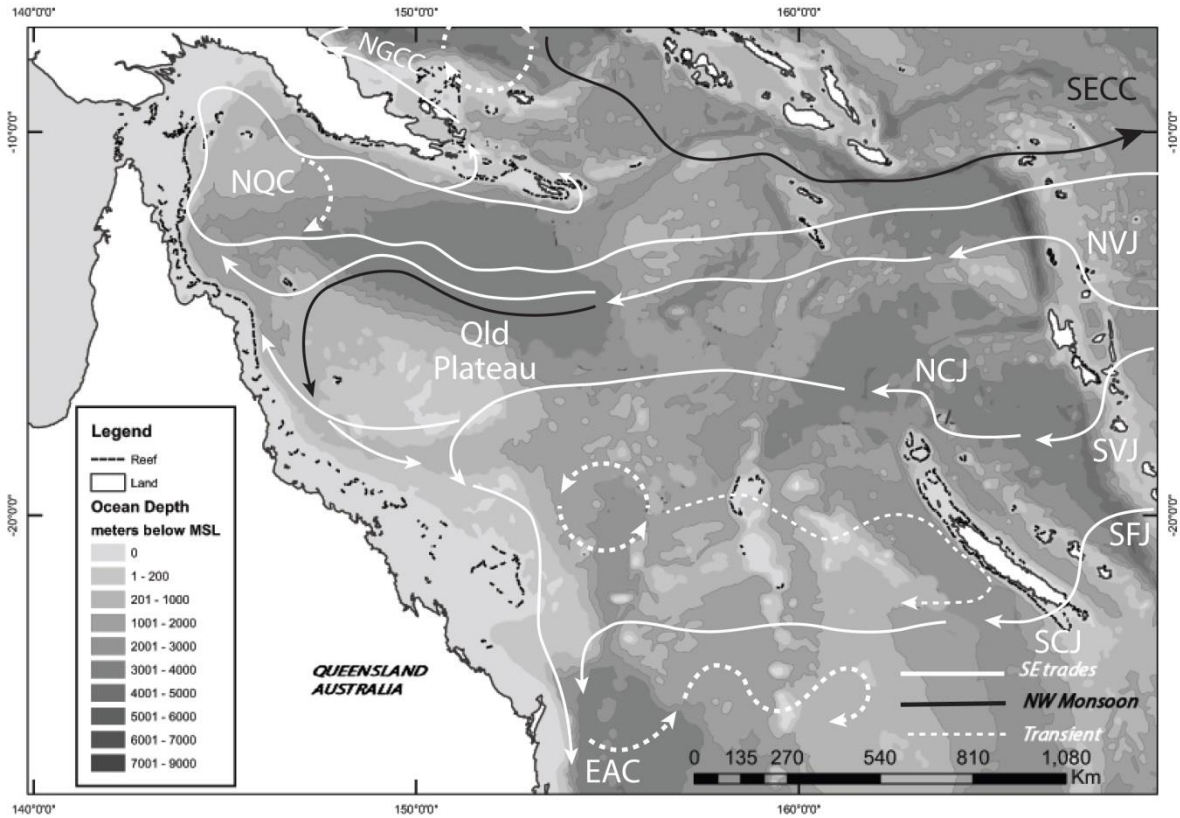 140°0'0"
150°0'0"
160°0'0"
-10°0'0"
-10°0'0"
-20°0'0"
-20°0'0"
NGCC
SECC
NQC
NVJ
Qld
Plateau
NCJ
SVJ
SFJ
SCJ
EAC
QUEENSLAND
AUSTRALIA
Legend
Reef
Land
Ocean Depth
meters below MSL
0
1 - 200
201 - 1000
1001 - 2000
2001 - 3000
3001 - 4000
4001 - 5000
5001 - 6000
6001 - 7000
7001 - 9000
SE trades
NW Monsoon
Transient
0 135 270 540 810 1,080
Km
140°0'0"
150°0'0"
160°0'0"